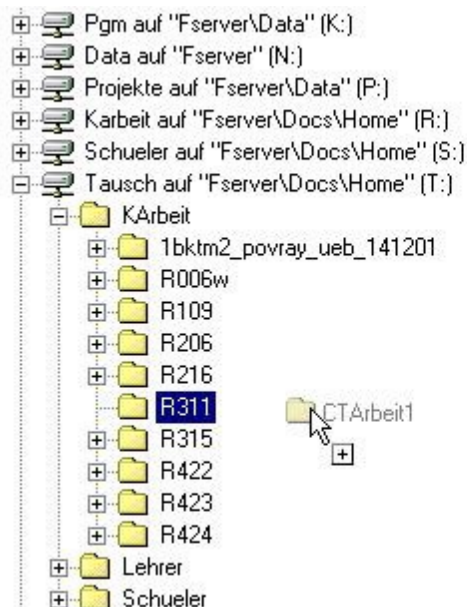 Pgm auf "Fserver\Data" (K:)
Data auf "Fserver" (N:)
Projekte auf "Fserver\Data" (P:)
Karbeit auf "Fserver\Docs\Home" (R:)
Schueler auf "Fserver\Docs\Home" (S:)
Tausch auf "Fserver\Docs\Home" (T:)
KArbeit
1bktm2_povray_ueb_141201
R006w
R109
R206
R216
R311 CTArbeit1
R315
R422
R423
R424
Lehrer
Schueler